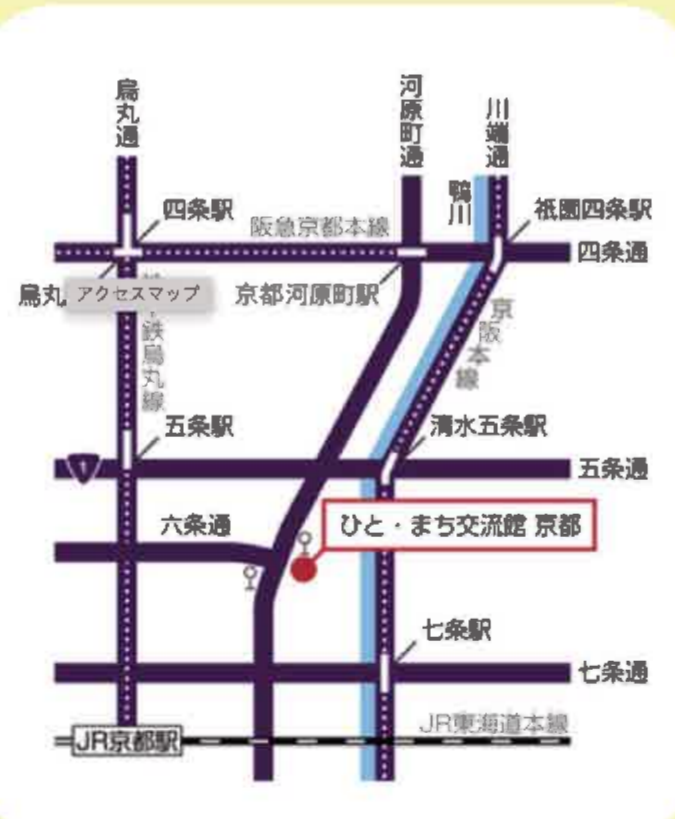 烏丸通
河原町通
川端通
鴨川
四条駅
阪急京都本線
祇園四条駅
四条通
烏丸
アクセスマップ
京都河原町駅
京阪本線
鉄烏丸線
五条駅
清水五条駅
1
五条通
六条通
ひと・まち交流館 京都
七条駅
七条通
JR東海道本線
JR京都駅